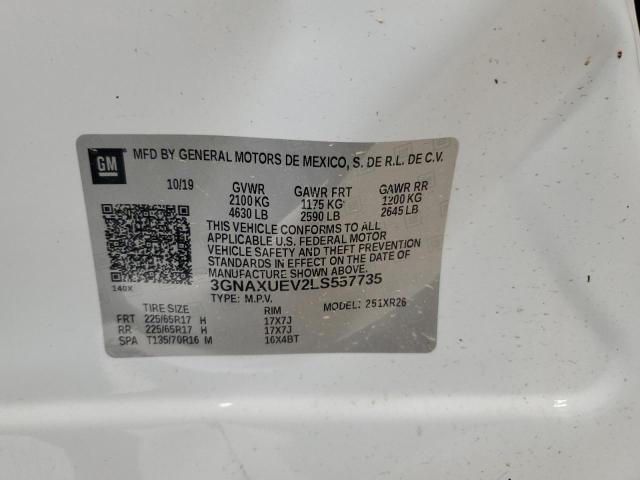 GM
MFD BY GENERAL MOTORS DE MEXICO, S. DE R.L. DE C.V.
10/19 GVWR GAWR FRT GAWR RR
2100 KG 1175 KG 1200 KG
4630 LB 2590 LB 2645 LB
THIS VEHICLE CONFORMS TO ALL
APPLICABLE U.S. FEDERAL MOTOR
VEHICLE SAFETY AND THEFT PREVENTION
STANDARDS IN EFFECT ON THE DATE OF
MANUFACTURE SHOWN ABOVE.
140X 3GNAXUEV2LS557735
TYPE: M.P.V. MODEL: 251XR26
TIRE SIZE RIM
FRT 225/65R17 H 17X7J
RR 225/65R17 H 17X7J
SPA T135/70R16 M 16X4BT